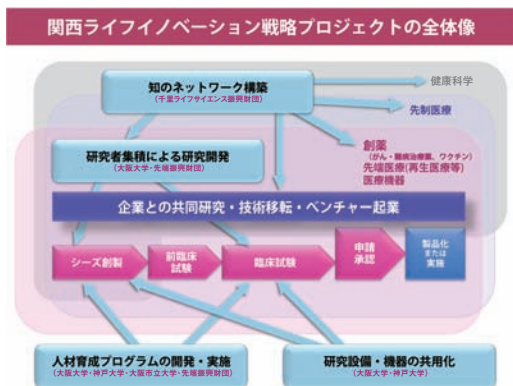 関西ライフイノベーション戦略プロジェクトの全体像
知のネットワーク構築
(千里ライフサイエンス振興財団)
健康科学
先制医療
研究者集積による研究開発
(大阪大学・先端振興財団)
創薬
(がん・難病治療薬、ワクチン)
先端医療(再生医療等)
医療機器
企業との共同研究・技術移転・ベンチャー起業
シーズ創製
前臨床
試験
臨床試験
申請
承認
製品化
または
実施
人材育成プログラムの開発・実施
(大阪大学・神戸大学・大阪市立大学・先端振興財団)
研究設備・機器の共用化
(大阪大学・神戸大学)